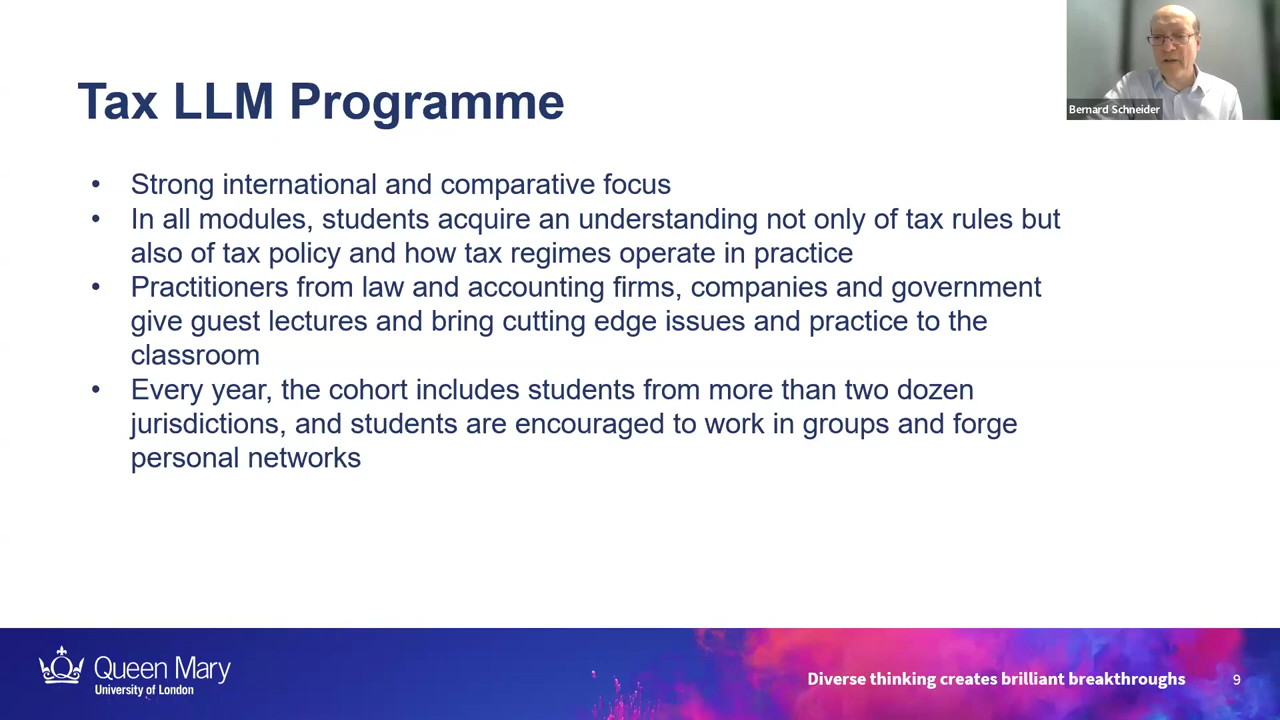 Tax LLM Programme
Bernard Schneider
• Strong international and comparative focus
• In all modules, students acquire an understanding not only of tax rules but
also of tax policy and how tax regimes operate in practice
• Practitioners from law and accounting firms, companies and government
give guest lectures and bring cutting edge issues and practice to the
classroom
• Every year, the cohort includes students from more than two dozen
jurisdictions, and students are encouraged to work in groups and forge
personal networks
Queen Mary
University of London
Diverse thinking creates brilliant breakthroughs
9